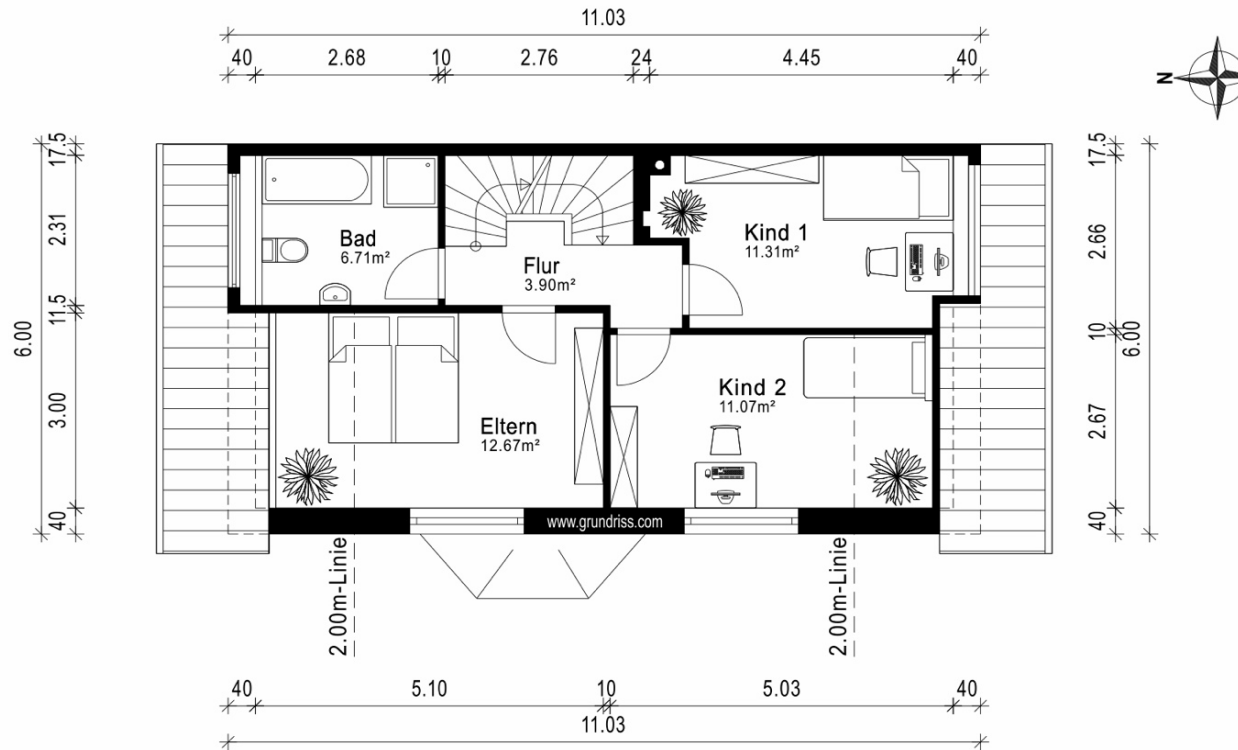 11.03
40 2.68 10 2.76 24 4.45 40
N
17.5
2.31
11.5
3.00
40
6.00
17.5
2.66
10
2.67
40
6.00
Bad
6.71m²
Flur
3.90m²
Kind 1
11.31m²
Eltern
12.67m²
Kind 2
11.07m²
www.grundriss.com
2.00m-Linie
2.00m-Linie
40 5.10 10 5.03 40
11.03